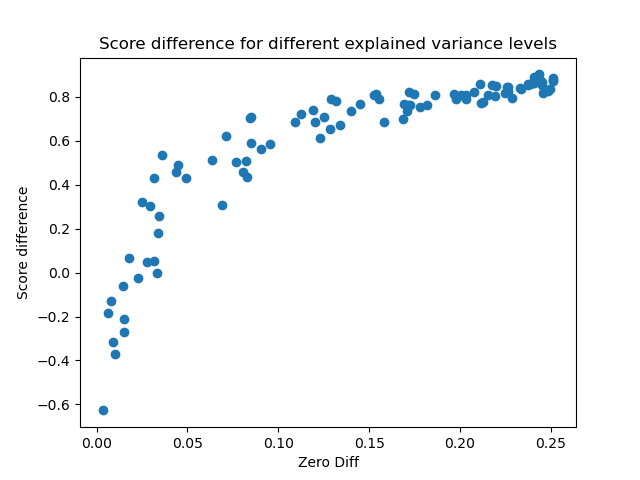 Score difference for different explained variance levels
Score difference
0.8
0.6
0.4
0.2
0.0
−0.2
−0.4
−0.6
0.00 0.05 0.10 0.15 0.20 0.25
Zero Diff